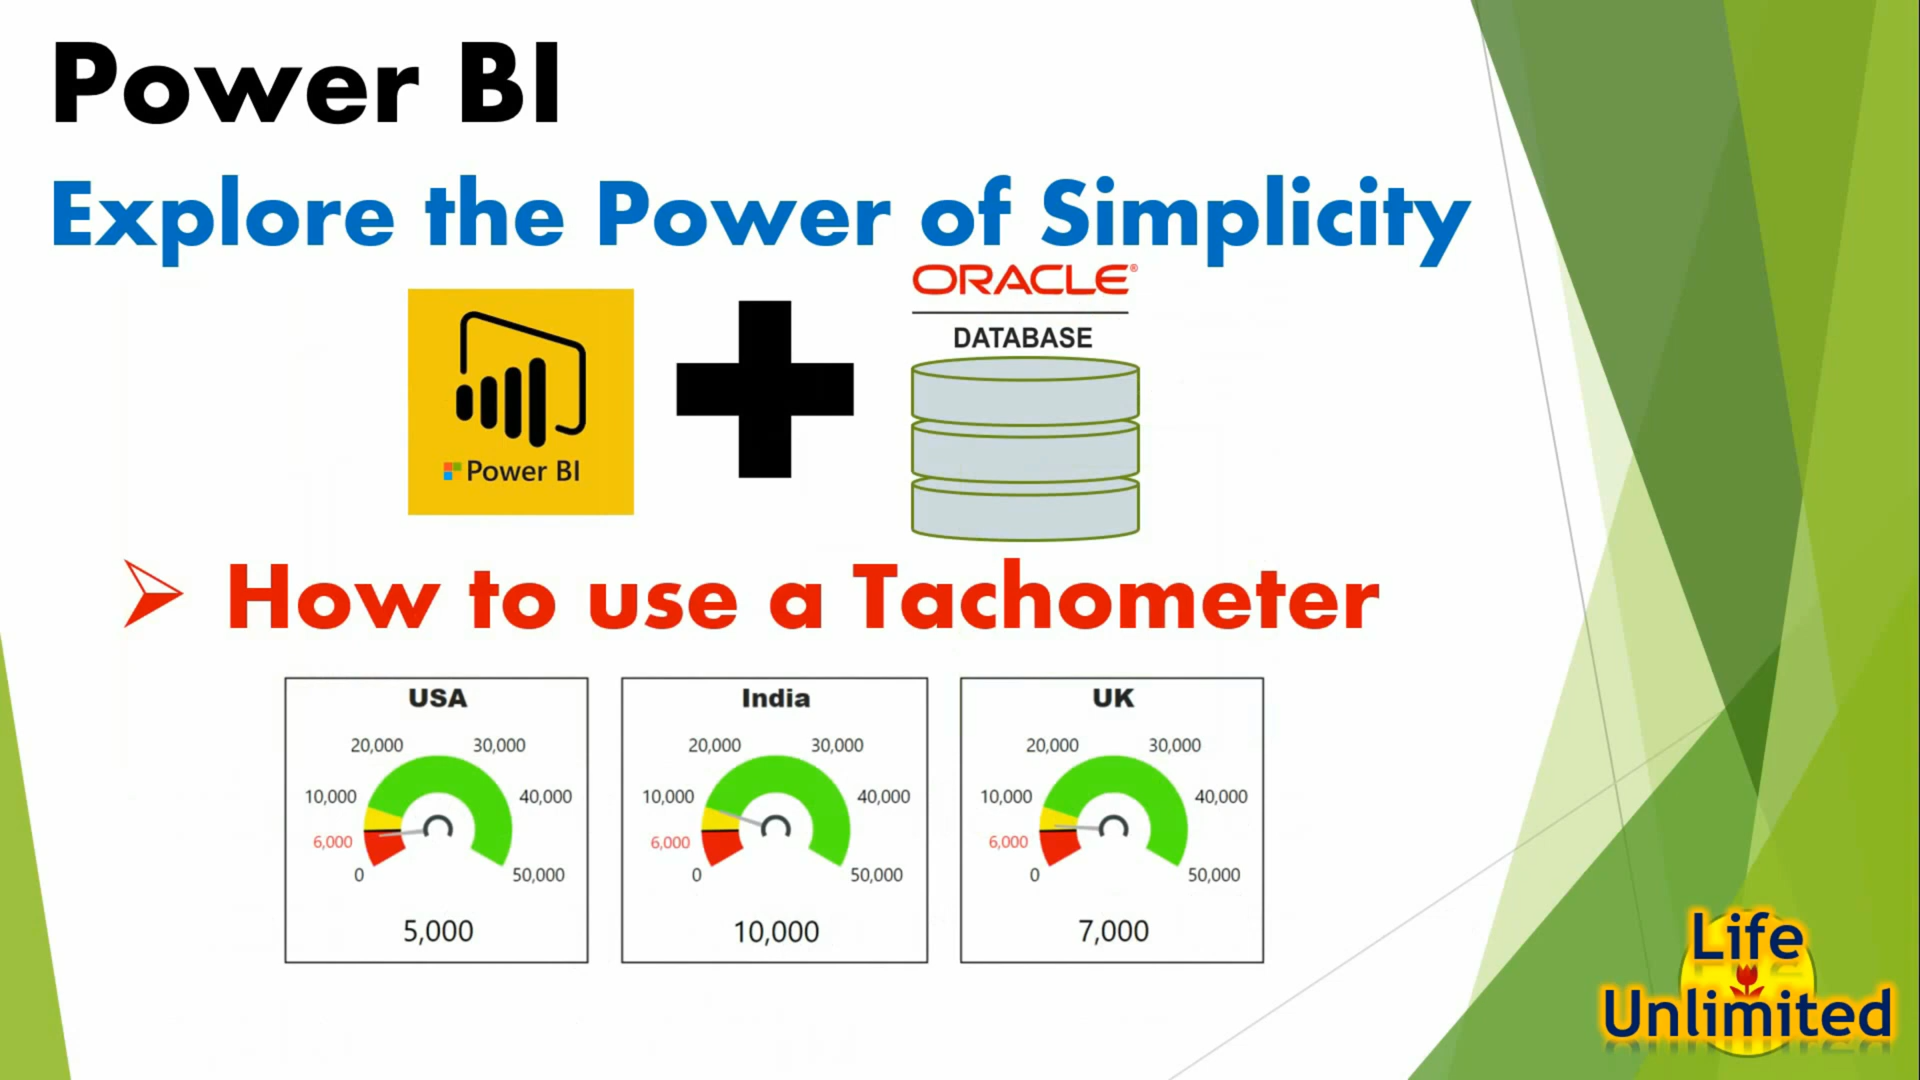 Power BI
Explore the Power of Simplicity
ORACLE®
DATABASE
Power BI
How to use a Tachometer
USA
20,000 30,000
10,000 40,000
6,000
0 50,000
5,000
India
20,000 30,000
10,000 40,000
6,000
0 50,000
10,000
UK
20,000 30,000
10,000 40,000
6,000
0 50,000
7,000
Life
Unlimited